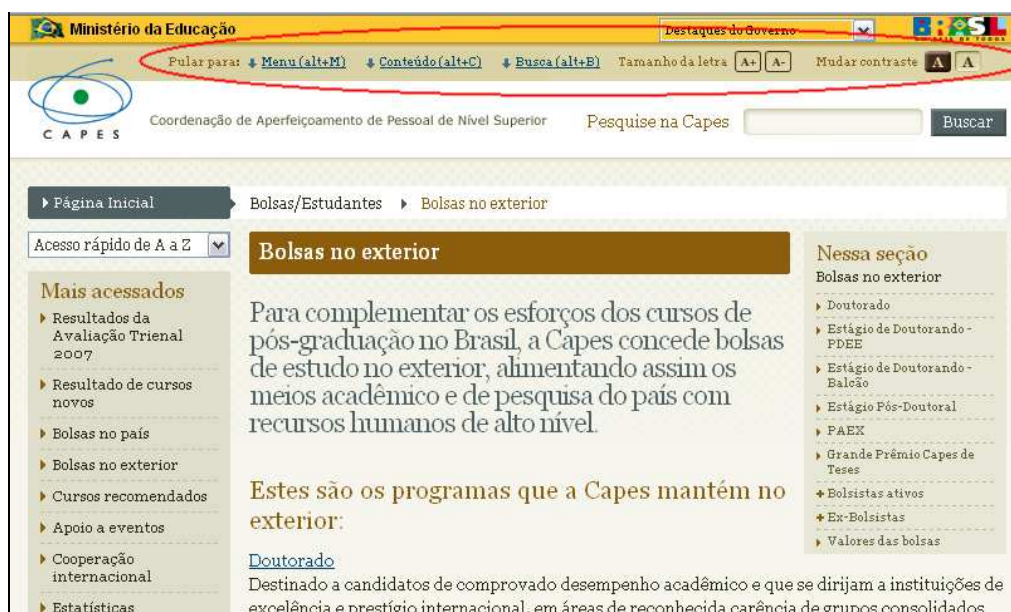 Ministério da Educação
Destaques do Governo
BRASIL
Pular para: Menu (alt+M) Conteúdo (alt+C) Busca (alt+B) Tamanho da letra A+ A- Mudar contraste A A
CAPES
Coordenação de Aperfeiçoamento de Pessoal de Nível Superior
Pesquise na Capes
Buscar
Página Inicial
Bolsas/Estudantes
Bolsas no exterior
Acesso rápido de A a Z
Mais acessados
Resultados da
Avaliação Trienal
2007
Resultado de cursos
novos
Bolsas no país
Bolsas no exterior
Cursos recomendados
Apoio a eventos
Cooperação
internacional
Estatísticas
Bolsas no exterior
Para complementar os esforços dos cursos de
pós-graduação no Brasil, a Capes concede bolsas
de estudo no exterior, alimentando assim os
meios acadêmico e de pesquisa do país com
recursos humanos de alto nível.
Estes são os programas que a Capes mantém no
exterior:
Doutorado
Destinado a candidatos de comprovado desempenho acadêmico e que se dirijam a instituições de
excelência e prestígio internacional, em áreas de reconhecida carência de grupos consolidados
Nessa seção
Bolsas no exterior
Doutorado
Estágio de Doutorando -
PDEE
Estágio de Doutorando -
Balcão
Estágio Pós-Doutoral
PAEX
Grande Prêmio Capes de
Teses
+ Bolsistas ativos
+ Ex-Bolsistas
Valores das bolsas